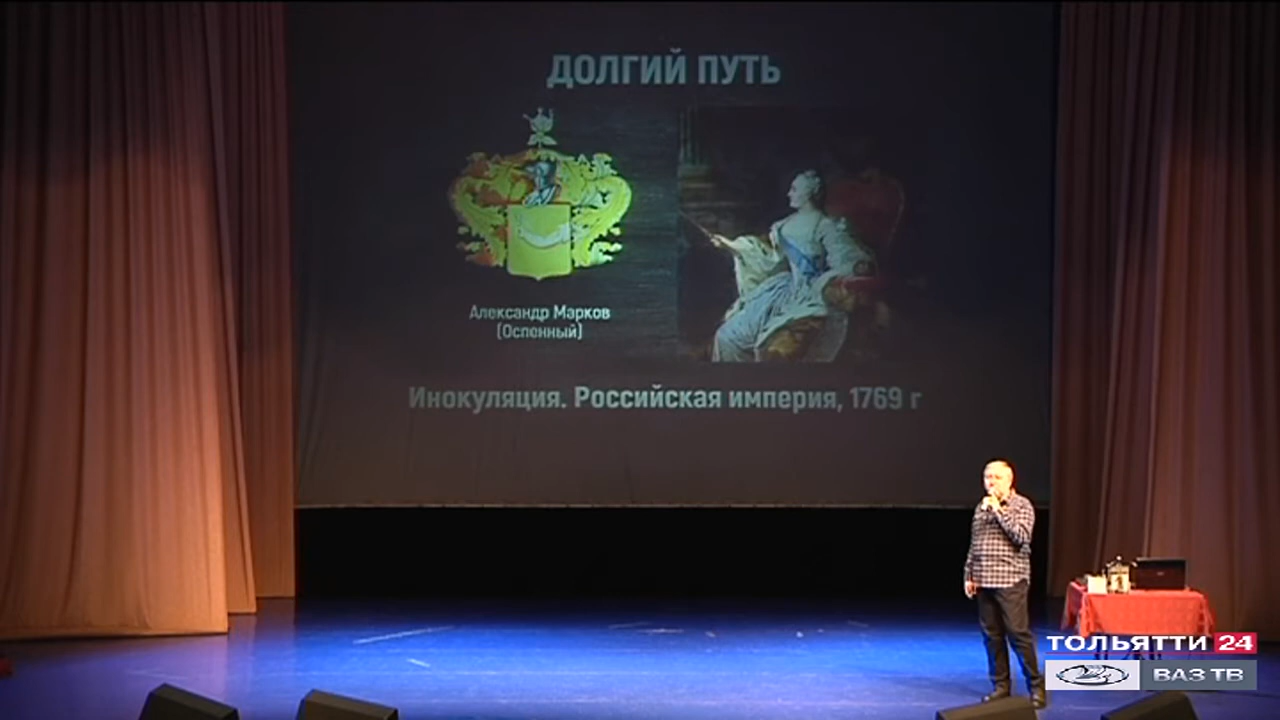 ДОЛГИЙ ПУТЬ
Александр Марков
(Оспенный)
Инокуляция. Российская империя, 1769 г
ТОЛЬЯТТИ 24
ВАЗ ТВ